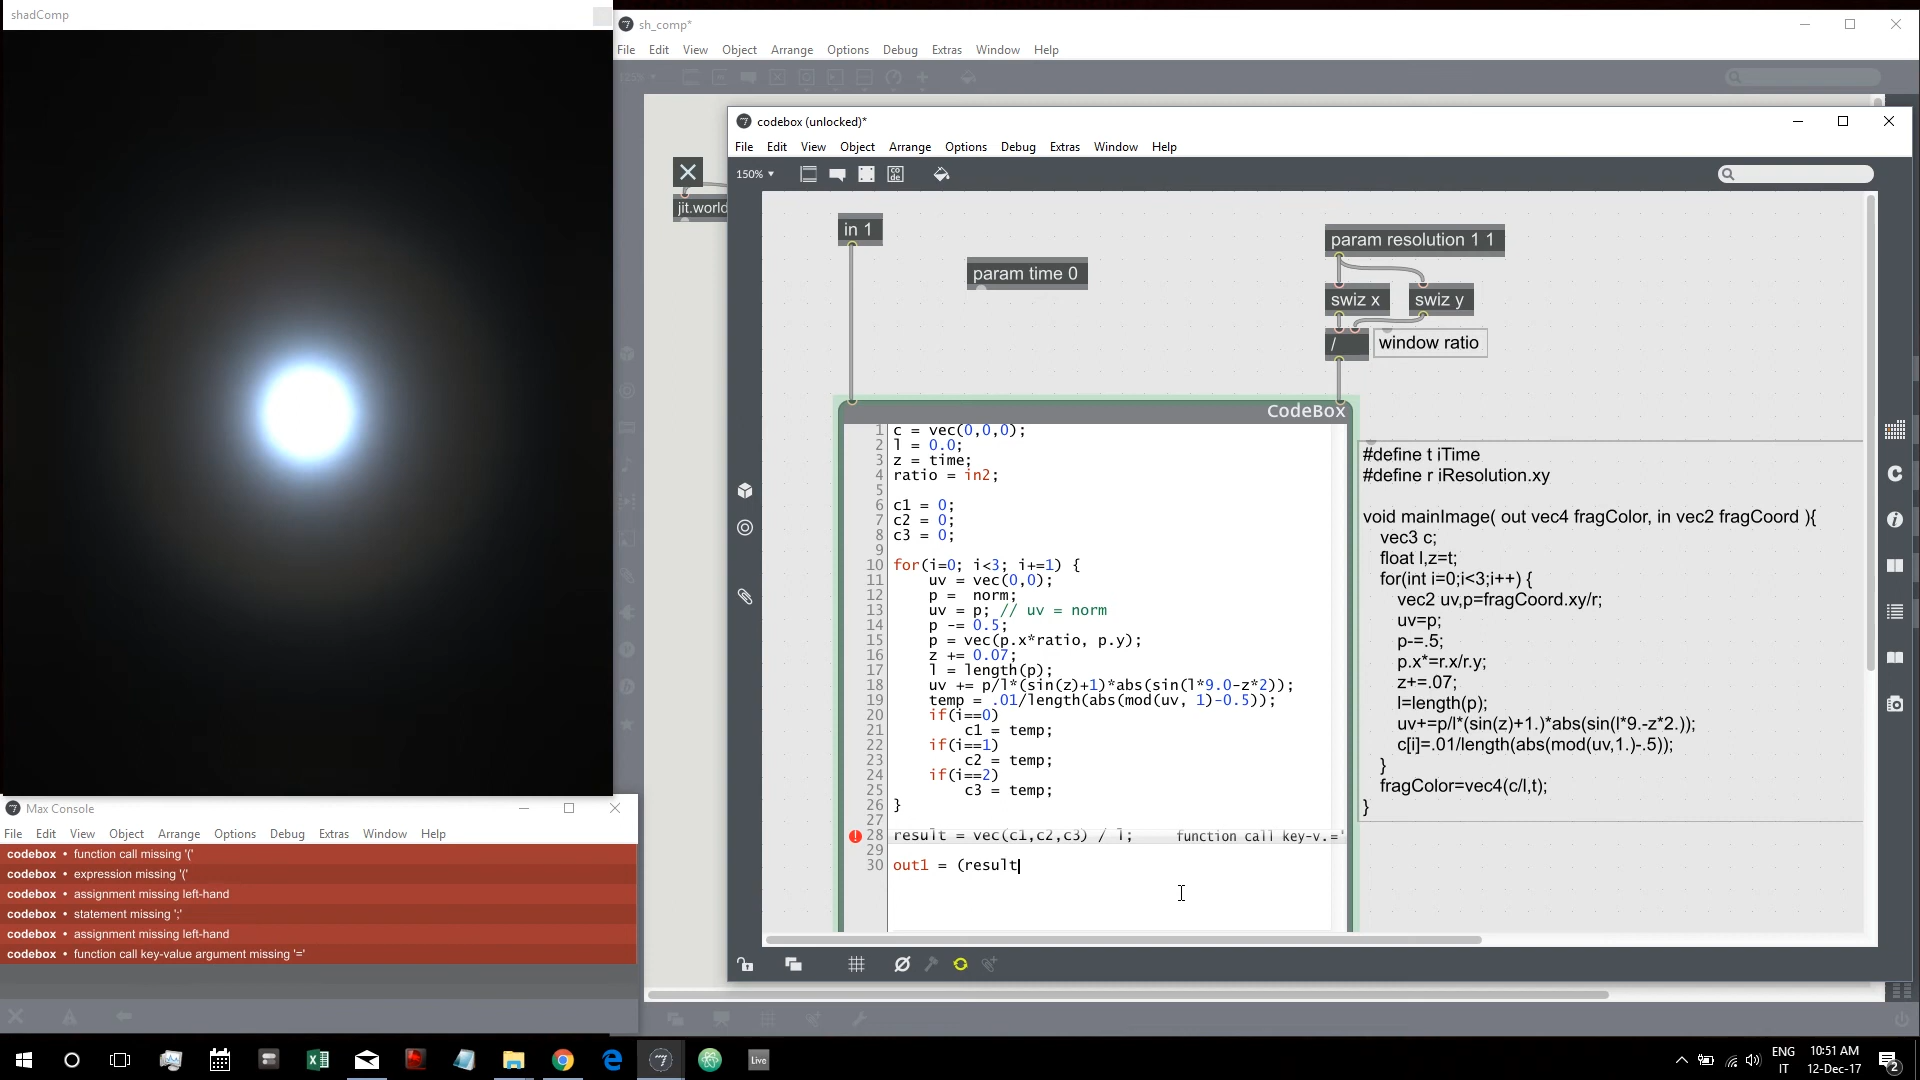 shadComp
sh_comp*
File Edit View Object Arrange Options Debug Extras Window Help
codebox (unlocked)*
File Edit View Object Arrange Options Debug Extras Window Help
150%
jit.world
in 1
param time 0
param resolution 1 1
swiz x
swiz y
/
window ratio
CodeBox
1 c = vec(0,0,0);
2 l = 0.0;
3 z = time;
4 ratio = in2;
5
6 c1 = 0;
7 c2 = 0;
8 c3 = 0;
9
10 for(i=0; i<3; i+=1) {
11 uv = vec(0,0);
12 p =  norm;
13 uv = p; // uv = norm
14 p -= 0.5;
15 p = vec(p.x*ratio, p.y);
16 z += 0.07;
17 l = length(p);
18 uv += p/l*(sin(z)+1)*abs(sin(l*9.0-z*2));
19 temp = .01/length(abs(mod(uv, 1)-0.5));
20 if(i==0)
21 c1 = temp;
22 if(i==1)
23 c2 = temp;
24 if(i==2)
25 c3 = temp;
26 }
27
28 result = vec(c1,c2,c3) / l; function call key-v.='
29
30 out1 = (result
#define t iTime
#define r iResolution.xy
void mainImage( out vec4 fragColor, in vec2 fragCoord ){
vec3 c;
float l,z=t;
for(int i=0;i<3;i++) {
vec2 uv,p=fragCoord.xy/r;
uv=p;
p-=.5;
p.x*=r.x/r.y;
z+=.07;
l=length(p);
uv+=p/l*(sin(z)+1.)*abs(sin(l*9.-z*2.));
c[i]=.01/length(abs(mod(uv,1.)-.5));
}
fragColor=vec4(c/l,t);
}
Max Console
File Edit View Object Arrange Options Debug Extras Window Help
codebox • function call missing '('
codebox • expression missing '('
codebox • assignment missing left-hand
codebox • statement missing ';'
codebox • assignment missing left-hand
codebox • function call key-value argument missing '='
Live
ENG
IT
10:51 AM
12-Dec-17
2